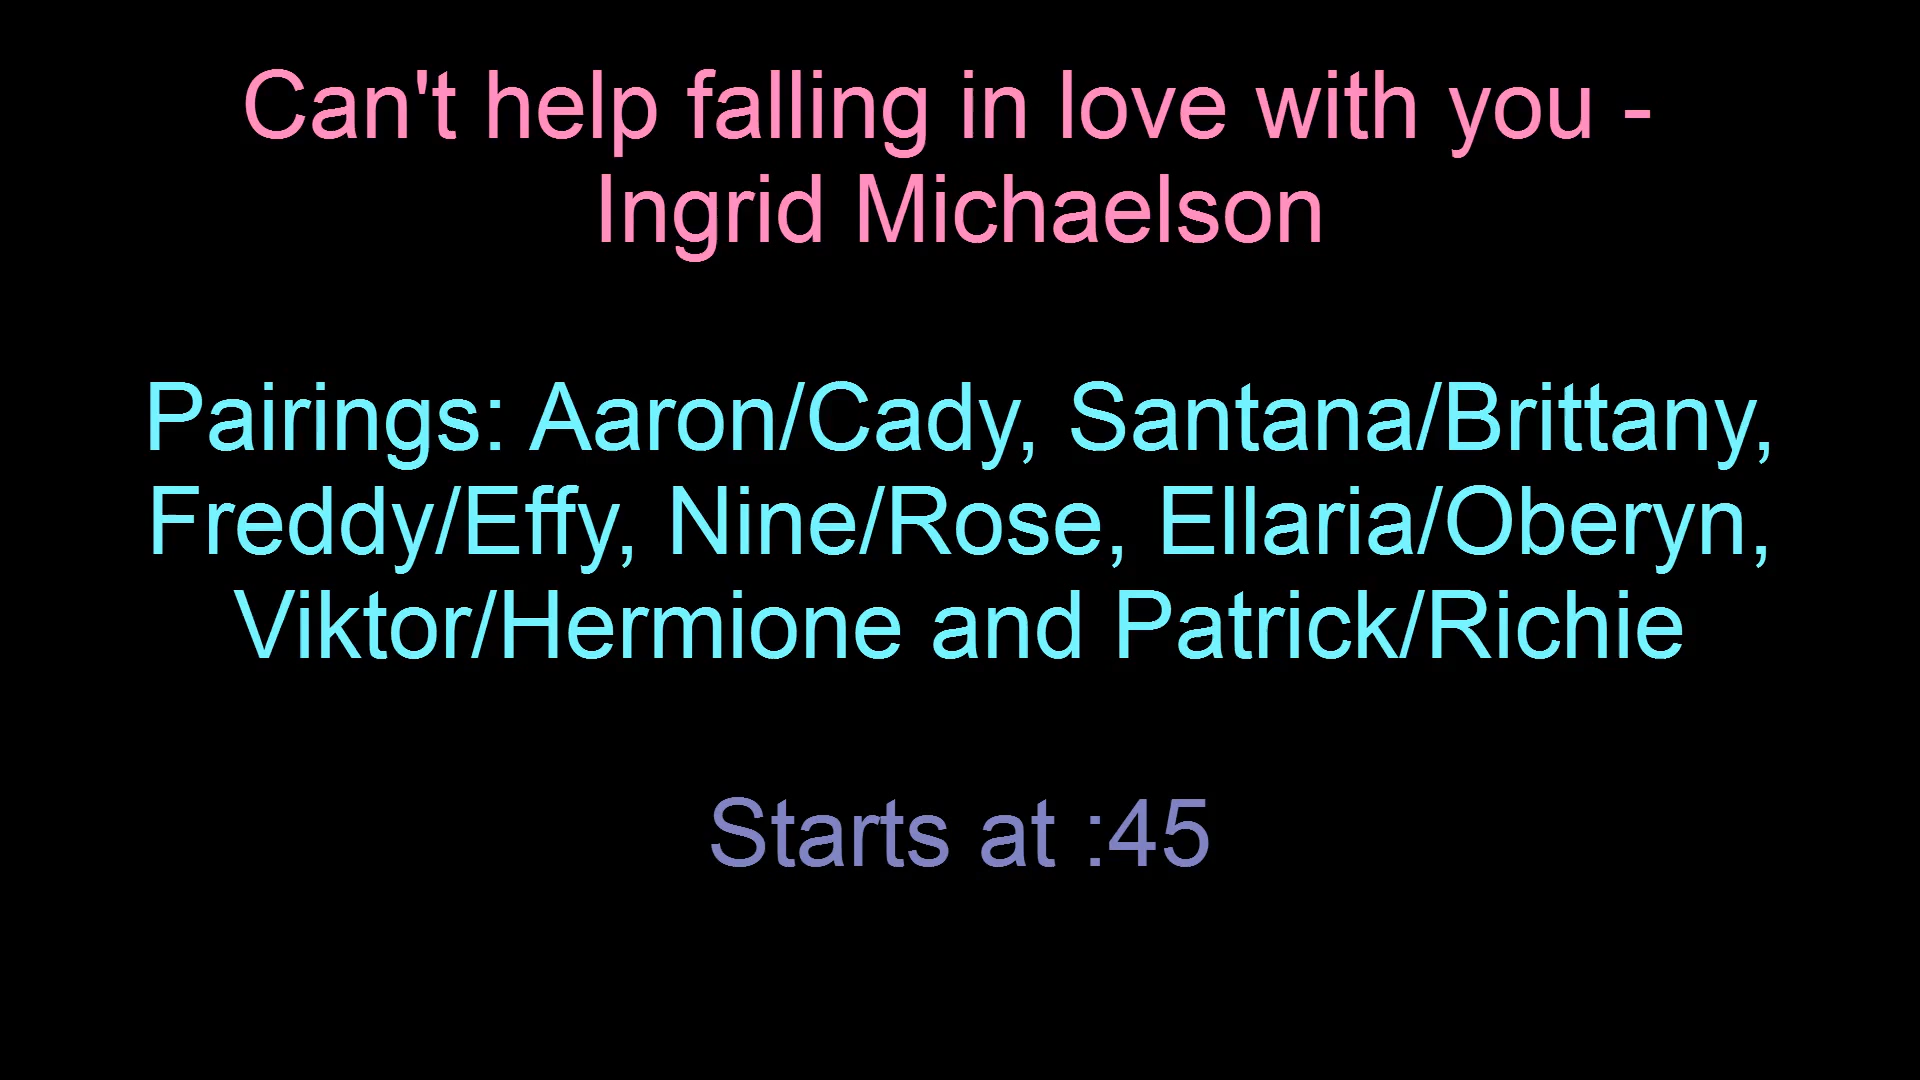 Can't help falling in love with you -
Ingrid Michaelson
Pairings: Aaron/Cady, Santana/Brittany,
Freddy/Effy, Nine/Rose, Ellaria/Oberyn,
Viktor/Hermione and Patrick/Richie
Starts at :45